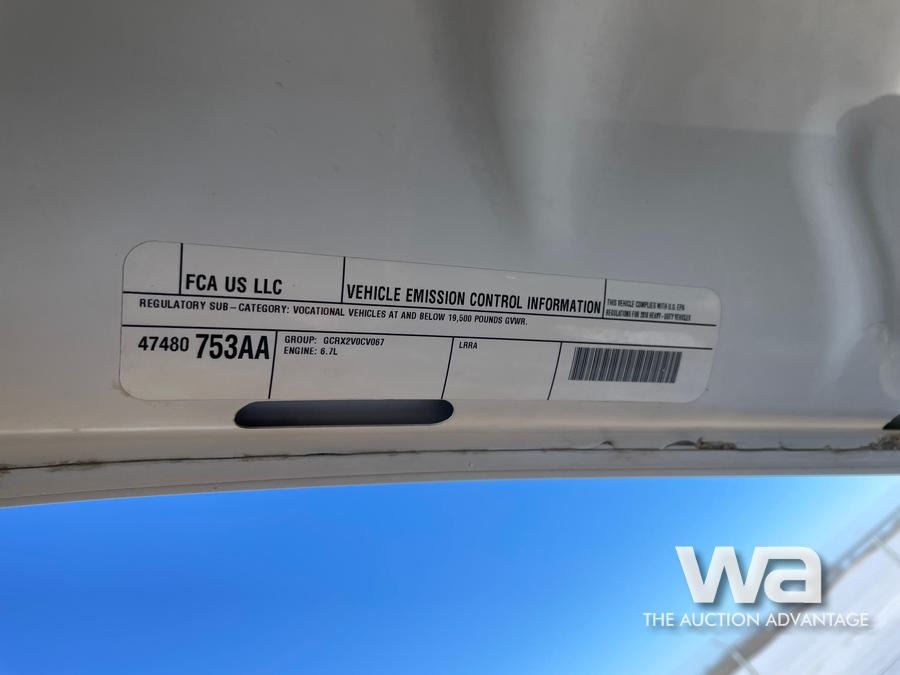 FCA US LLC
VEHICLE EMISSION CONTROL INFORMATION
THIS VEHICLE COMPLIES WITH U.S. EPA
REGULATIONS FOR 2016 HEAVY-DUTY VEHICLES
REGULATORY SUB-CATEGORY: VOCATIONAL VEHICLES AT AND BELOW 19,500 POUNDS GVWR.
47480 753AA
GROUP: GCRX2V0CV067
ENGINE: 6.7L
LRRA
wa
THE AUCTION ADVANTAGE